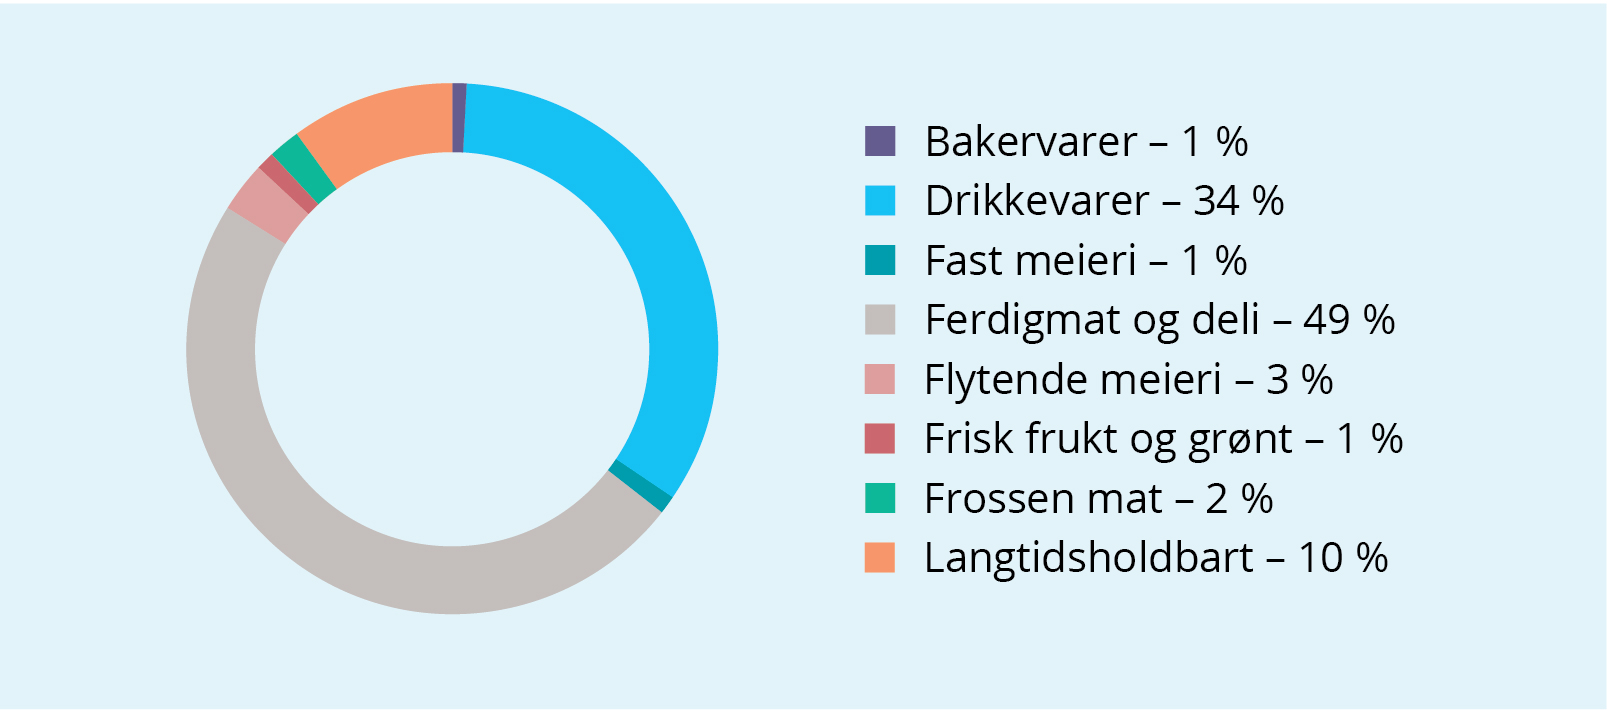 Bakervarer – 1 %
Drikkevarer – 34 %
Fast meieri – 1 %
Ferdigmat og deli – 49 %
Flytende meieri – 3 %
Frisk frukt og grønt – 1 %
Frossen mat – 2 %
Langtidsholdbart – 10 %